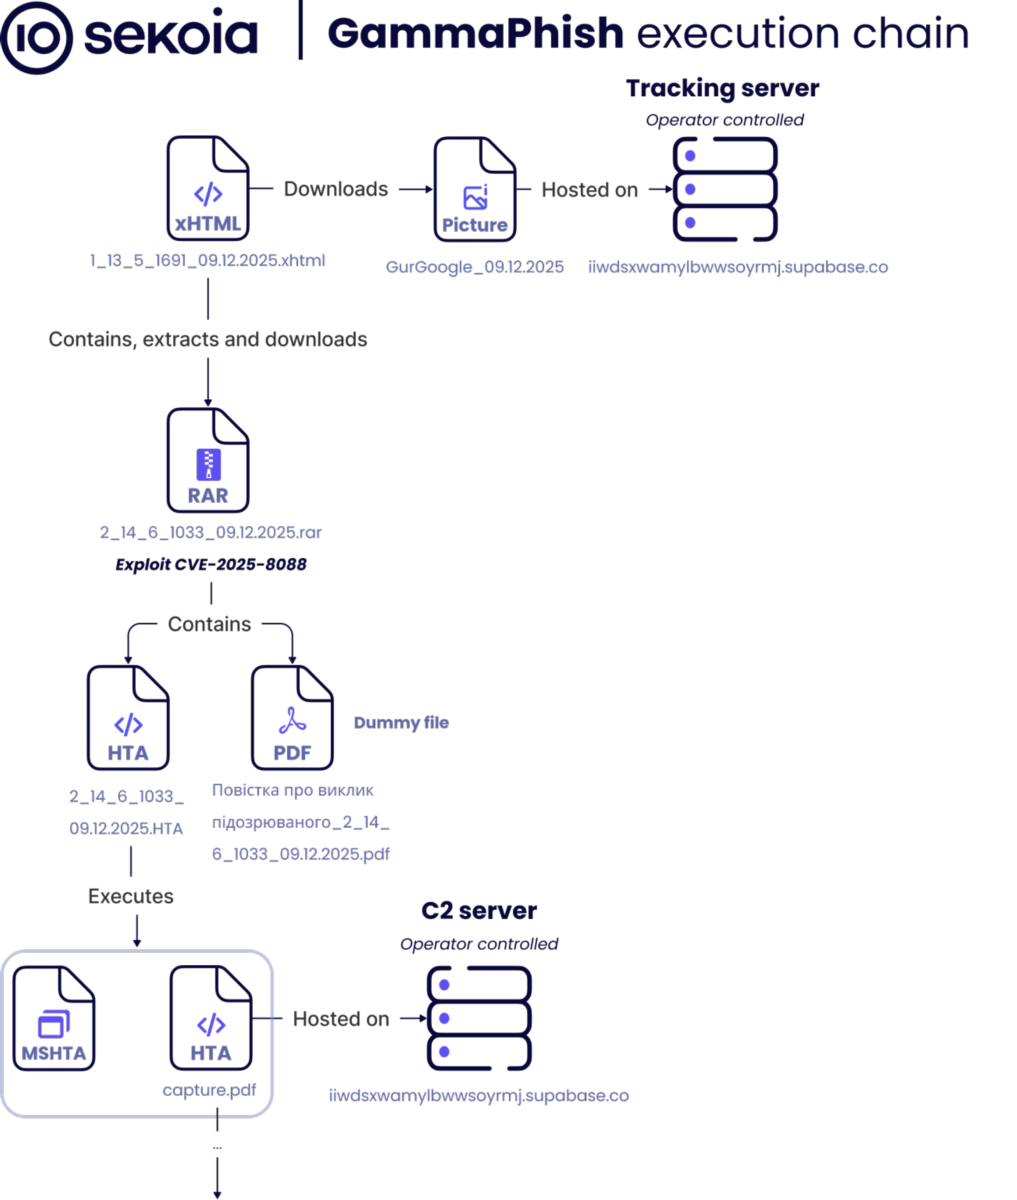 sekoia
GammaPhish execution chain
Tracking server
Operator controlled
xHTML
Downloads
Picture
Hosted on
1_13_5_1691_09.12.2025.xhtml
GurGoogle_09.12.2025
iiwdsxwamylbwwsoyrmj.supabase.co
Contains, extracts and downloads
RAR
2_14_6_1033_09.12.2025.rar
Exploit CVE-2025-8088
Contains
HTA
PDF
Dummy file
2_14_6_1033_
09.12.2025.HTA
Повістка про виклик
підозрюваного_2_14_
6_1033_09.12.2025.pdf
Executes
C2 server
Operator controlled
MSHTA
HTA
Hosted on
capture.pdf
iiwdsxwamylbwwsoyrmj.supabase.co
...